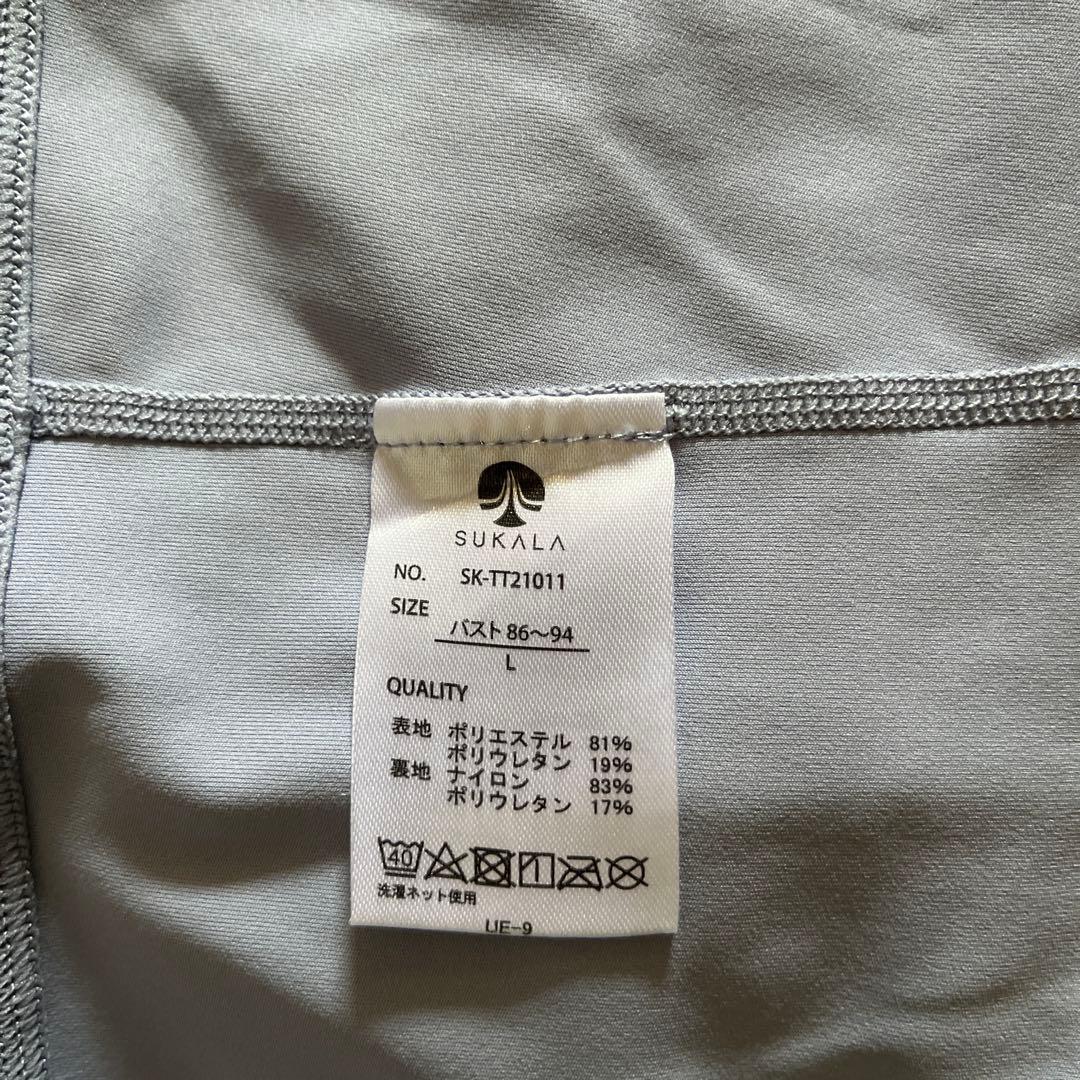 SUKALA
NO. SK-TT21011
SIZE
バスト 86～94
L
QUALITY
表地 ポリエステル 81%
ポリウレタン 19%
裏地 ナイロン 83%
ポリウレタン 17%
40
洗濯ネット使用
UE-9